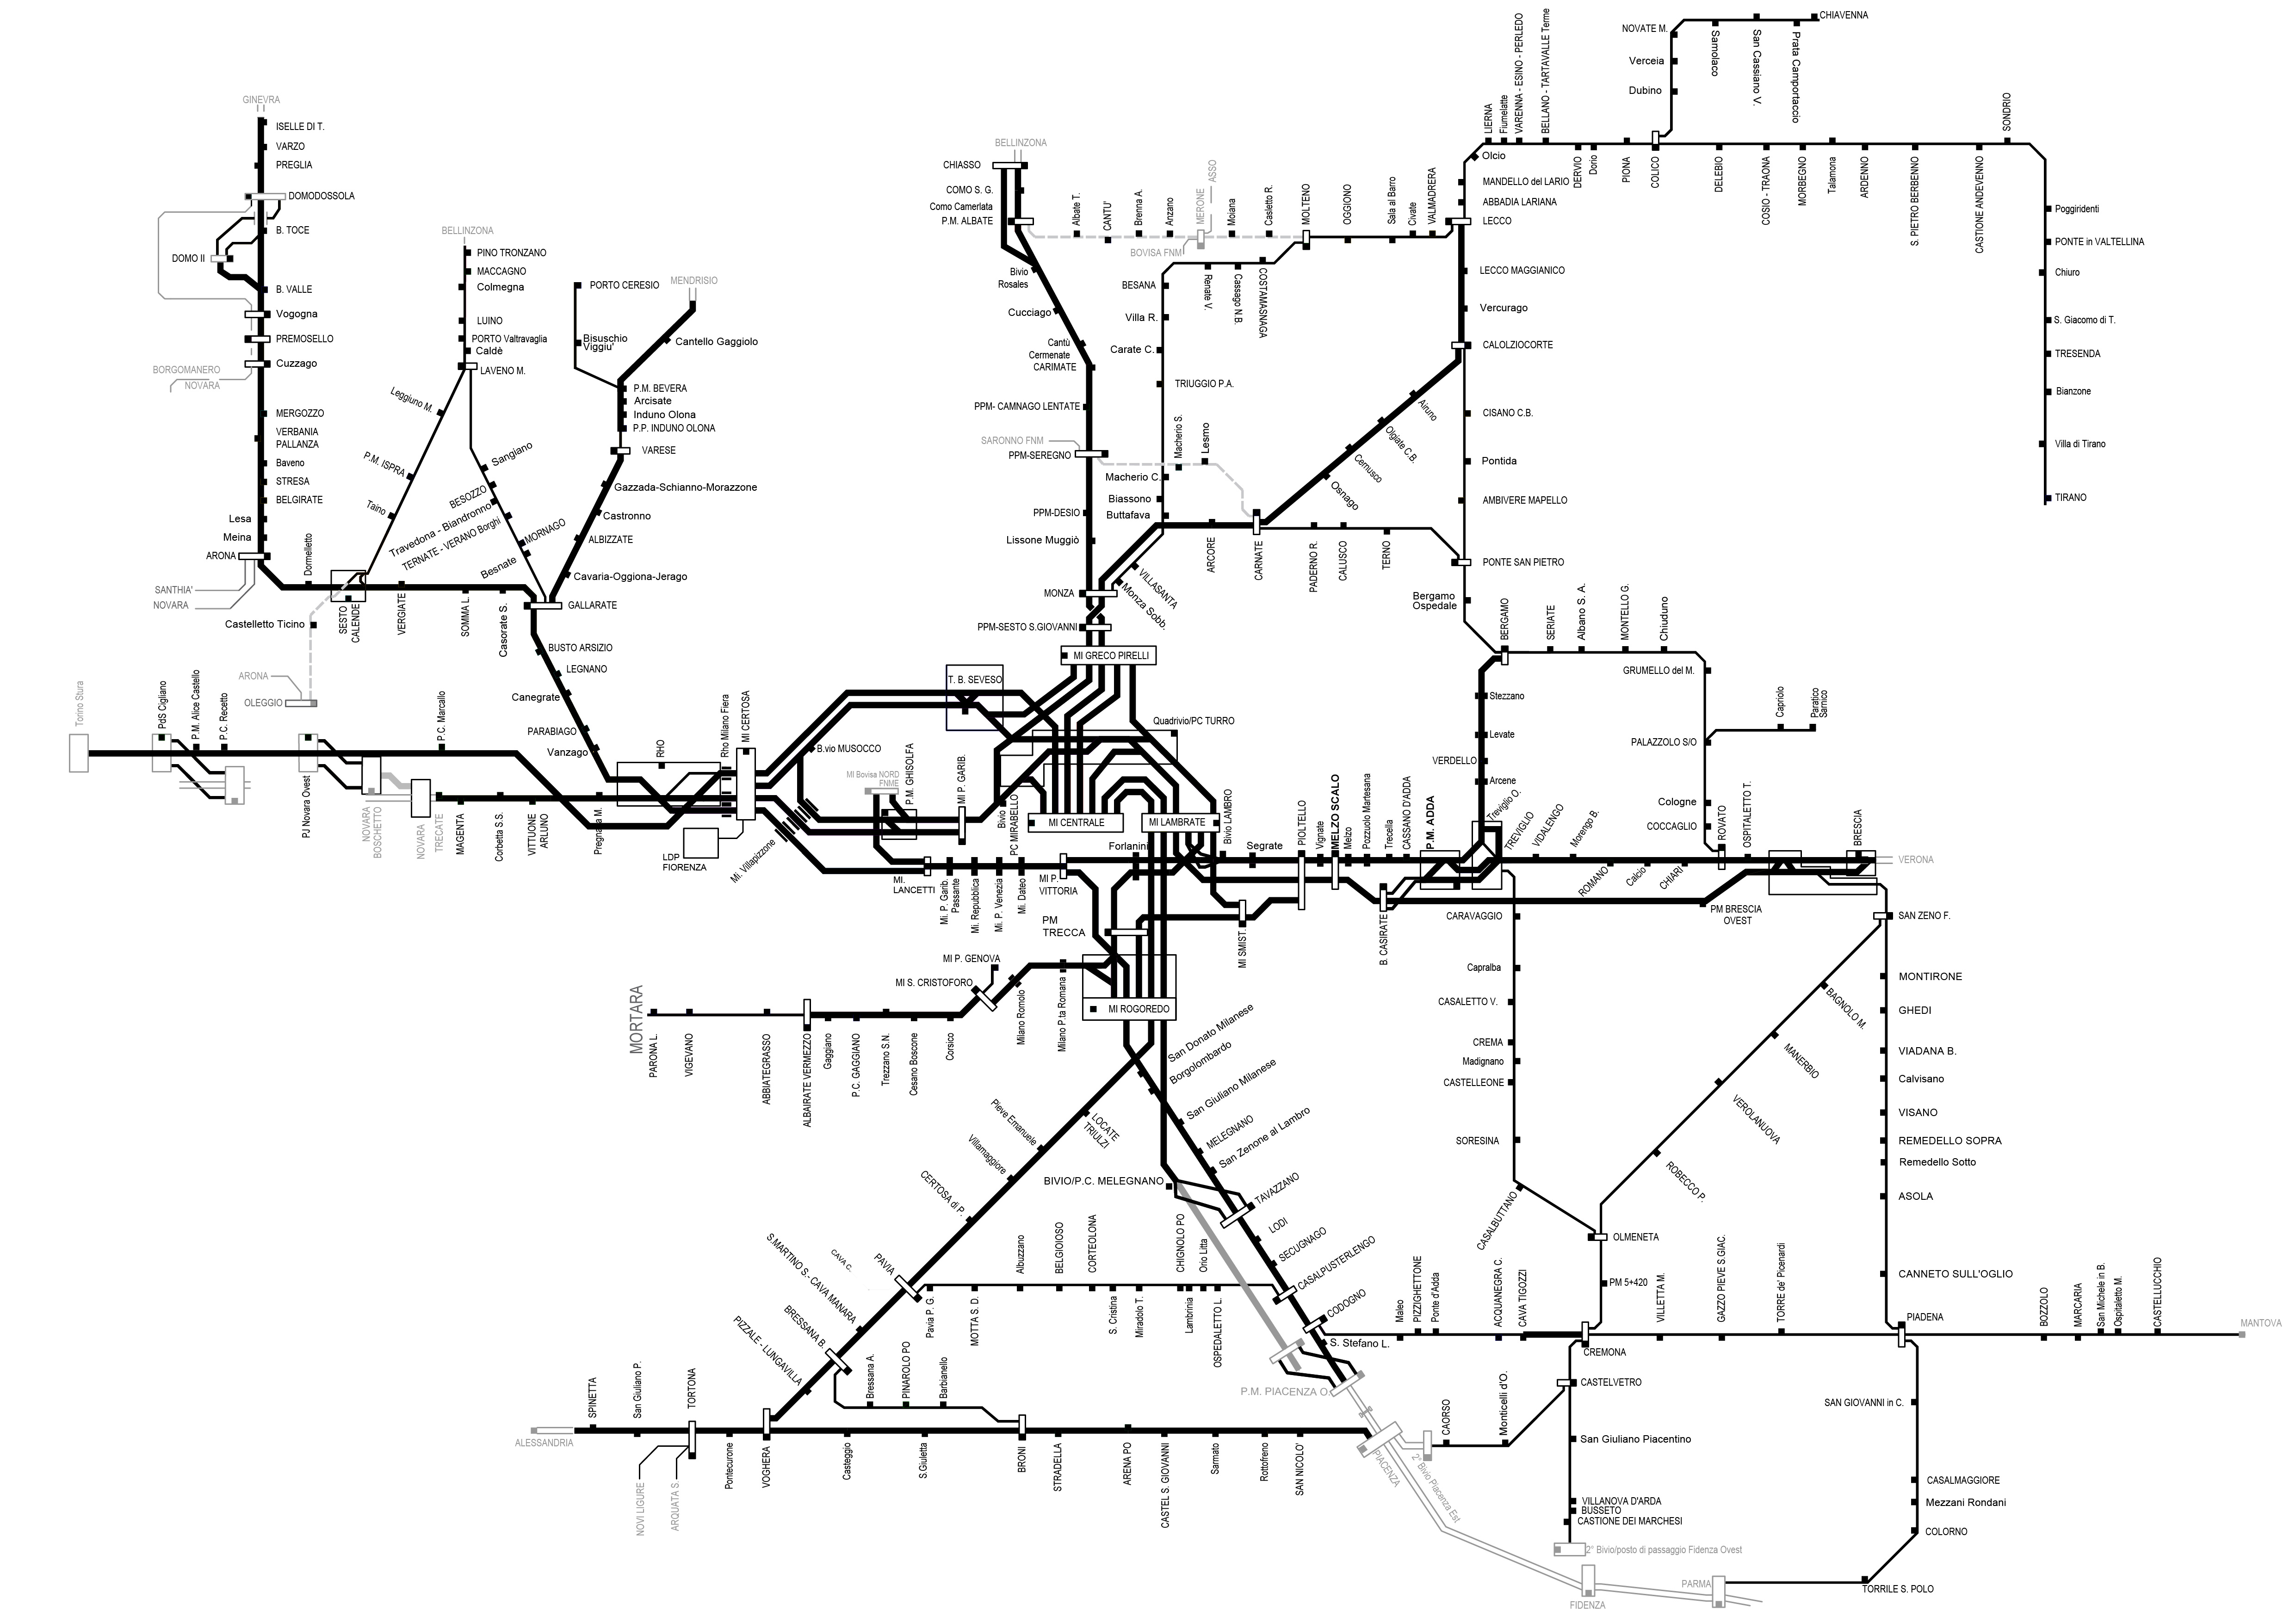 CHIAVENNA
NOVATE M.
Samolaco
San Cassiano V.
Prata Camportaccio
Verceia
Dubino
LIERNA
Fiumelatte
VARENNA - ESINO - PERLEDO
BELLANO - TARTAVALLE Terme
SONDRIO
Olcio
DERVIO
Dorio
PIONA
COLICO
DELEBIO
COSIO - TRAONA
MORBEGNO
Talamona
ARDENNO
S. PIETRO BERBENNO
CASTIONE ANDEVENNO
MANDELLO del LARIO
ABBADIA LARIANA
LECCO
Poggiridenti
PONTE in VALTELLINA
Chiuro
S. Giacomo di T.
TRESENDA
Bianzone
Villa di Tirano
TIRANO
GINEVRA
ISELLE DI T.
VARZO
PREGLIA
DOMODOSSOLA
B. TOCE
DOMO II
B. VALLE
Vogogna
PREMOSELLO
Cuzzago
BORGOMANERO
NOVARA
MERGOZZO
VERBANIA
PALLANZA
Baveno
STRESA
BELGIRATE
Lesa
Meina
ARONA
SANTHIA'
NOVARA
Dormelletto
Castelletto Ticino
SESTO
CALENDE
VERGIATE
SOMMA L.
Casorate S.
GALLARATE
ARONA
OLEGGIO
BELLINZONA
PINO TRONZANO
MACCAGNO
Colmegna
LUINO
PORTO Valtravaglia
Caldè
LAVENO M.
Leggiuno M.
P.M. ISPRA
Taino
Sangiano
BESOZZO
Travedona - Biandronno
TERNATE - VERANO Borghi
MORNAGO
Besnate
PORTO CERESIO
MENDRISIO
Bisuschio
Viggiu'
Cantello Gaggiolo
P.M. BEVERA
Arcisate
Induno Olona
P.P. INDUNO OLONA
VARESE
Gazzada-Schianno-Morazzone
Castronno
ALBIZZATE
Cavaria-Oggiona-Jerago
BUSTO ARSIZIO
LEGNANO
Canegrate
PARABIAGO
Vanzago
BELLINZONA
CHIASSO
COMO S. G.
Como Camerlata
P.M. ALBATE
Albate T.
CANTU'
Brenna A.
Anzano
MERONE
ASSO
BOVISA FNM
Moiana
Casletto R.
MOLTENO
OGGIONO
Sala al Barro
Civate
VALMADRERA
Bivio
Rosales
Cucciago
Cantù
Cermenate
CARIMATE
PPM- CAMNAGO LENTATE
SARONNO FNM
PPM-SEREGNO
PPM-DESIO
Lissone Muggiò
MONZA
PPM-SESTO S.GIOVANNI
MI GRECO PIRELLI
BESANA
Renate V.
Cassago N.B.
COSTAMASNAGA
Villa R.
Carate C.
TRIUGGIO P.A.
Macherio S.
Lesmo
Macherio C.
Biassono
Buttafava
VILLASANTA
Monza Sobb.
ARCORE
CARNATE
PADERNO R.
CALUSCO
TERNO
LECCO MAGGIANICO
Vercurago
CALOLZIOCORTE
Airuno
Olgiate C.B.
Cernusco
Osnago
CISANO C.B.
Pontida
AMBIVERE MAPELLO
PONTE SAN PIETRO
Bergamo
Ospedale
BERGAMO
SERIATE
Albano S. A.
MONTELLO G.
Chiuduno
GRUMELLO del M.
Capriolo
Paratico
Sarnico
PALAZZOLO S/O
Cologne
COCCAGLIO
ROVATO
OSPITALETTO T.
BRESCIA
VERONA
Stezzano
Levate
VERDELLO
Arcene
Treviglio O.
TREVIGLIO
VIDALENGO
Morengo B.
ROMANO
Calcio
CHIARI
PM BRESCIA
OVEST
Torino Stura
PdS Cigliano
P.M. Alice Castello
P.C. Recetto
PJ Novara Ovest
NOVARA
BOSCHETTO
NOVARA
TRECATE
P.C. Marcallo
MAGENTA
Corbetta S.S.
VITTUONE
ARLUNO
Pregnana M.
RHO
Rho Milano Fiera
MI CERTOSA
LDP
FIORENZA
Mi. Villapizzone
B.vio MUSOCCO
T. B. SEVESO
MI Bovisa NORD
FNME
P.M. GHISOLFA
MI P. GARIB.
Bivio
PC MIRABELLO
Quadrivio/PC TURRO
MI CENTRALE
MI LAMBRATE
Bivio LAMBRO
MI.
LANCETTI
Mi. P. Garib.
Passante
Mi. Repubblica
Mi. P. Venezia
Mi. Dateo
MI P.
VITTORIA
Forlanini
Segrate
PIOLTELLO
Vignate
MELZO SCALO
Melzo
Pozzuolo Martesana
Trecella
CASSANO D'ADDA
P.M. ADDA
B. CASIRATE
MI SMIST.
PM
TRECCA
MI ROGOREDO
MI P. GENOVA
MI S. CRISTOFORO
Milano Romolo
Milano P.ta Romana
MORTARA
PARONA L.
VIGEVANO
ABBIATEGRASSO
ALBAIRATE VERMEZZO
Gaggiano
P.C. GAGGIANO
Trezzano S.N.
Cesano Boscone
Corsico
CARAVAGGIO
Capralba
CASALETTO V.
CREMA
Madignano
CASTELLEONE
SORESINA
CASALBUTTANO
OLMENETA
PM 5+420
SAN ZENO F.
BAGNOLO M.
MANERBIO
VEROLANUOVA
ROBECCO P.
MONTIRONE
GHEDI
VIADANA B.
Calvisano
VISANO
REMEDELLO SOPRA
Remedello Sotto
ASOLA
CANNETO SULL'OGLIO
PIADENA
San Donato Milanese
Borgolombardo
San Giuliano Milanese
MELEGNANO
San Zenone al Lambro
BIVIO/P.C. MELEGNANO
TAVAZZANO
LODI
SECUGNAGO
CASALPUSTERLENGO
CODOGNO
S. Stefano L.
LOCATE
TRIULZI
Pieve Emanuele
Villamaggiore
CERTOSA di P.
PAVIA
CAVA C.
S.MARTINO S.- CAVA MANARA
BRESSANA B.
PIZZALE - LUNGAVILLA
Pavia P. G.
MOTTA S. D.
Albuzzano
BELGIOIOSO
CORTEOLONA
S. Cristina
Miradolo T.
CHIGNOLO PO
Lambrinia
Orio Litta
OSPEDALETTO L.
Bressana A.
PINAROLO PO
Barbianello
ALESSANDRIA
SPINETTA
San Giuliano P.
TORTONA
NOVI LIGURE
ARQUATA S.
Pontecurone
VOGHERA
Casteggio
S.Giuletta
BRONI
STRADELLA
ARENA PO
CASTEL S. GIOVANNI
Sarmato
Rottofreno
SAN NICOLO'
P.M. PIACENZA O.
PIACENZA
2° Bivio Piacenza Est
CAORSO
Monticelli d'O.
Maleo
PIZZIGHETTONE
Ponte d'Adda
ACQUANEGRA C.
CAVA TIGOZZI
CREMONA
VILLETTA M.
GAZZO PIEVE S.GIAC.
TORRE de' Picenardi
BOZZOLO
MARCARIA
San Michele in B.
Ospitaletto M.
CASTELLUCCHIO
MANTOVA
CASTELVETRO
San Giuliano Piacentino
VILLANOVA D'ARDA
BUSSETO
CASTIONE DEI MARCHESI
2° Bivio/posto di passaggio Fidenza Ovest
FIDENZA
PARMA
SAN GIOVANNI in C.
CASALMAGGIORE
Mezzani Rondani
COLORNO
TORRILE S. POLO